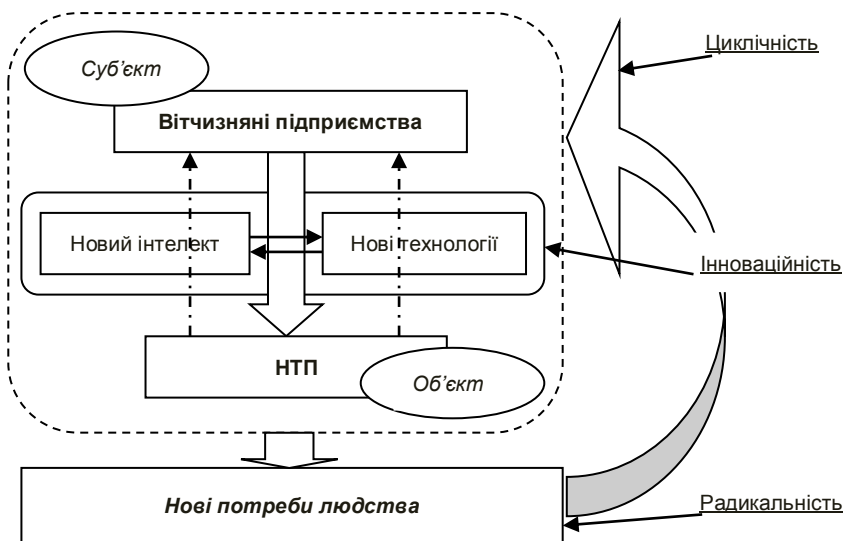 Циклічність
Суб’єкт
Вітчизняні підприємства
Новий інтелект
Нові технології
Інноваційність
НТП
Об’єкт
Нові потреби людства
Радикальність